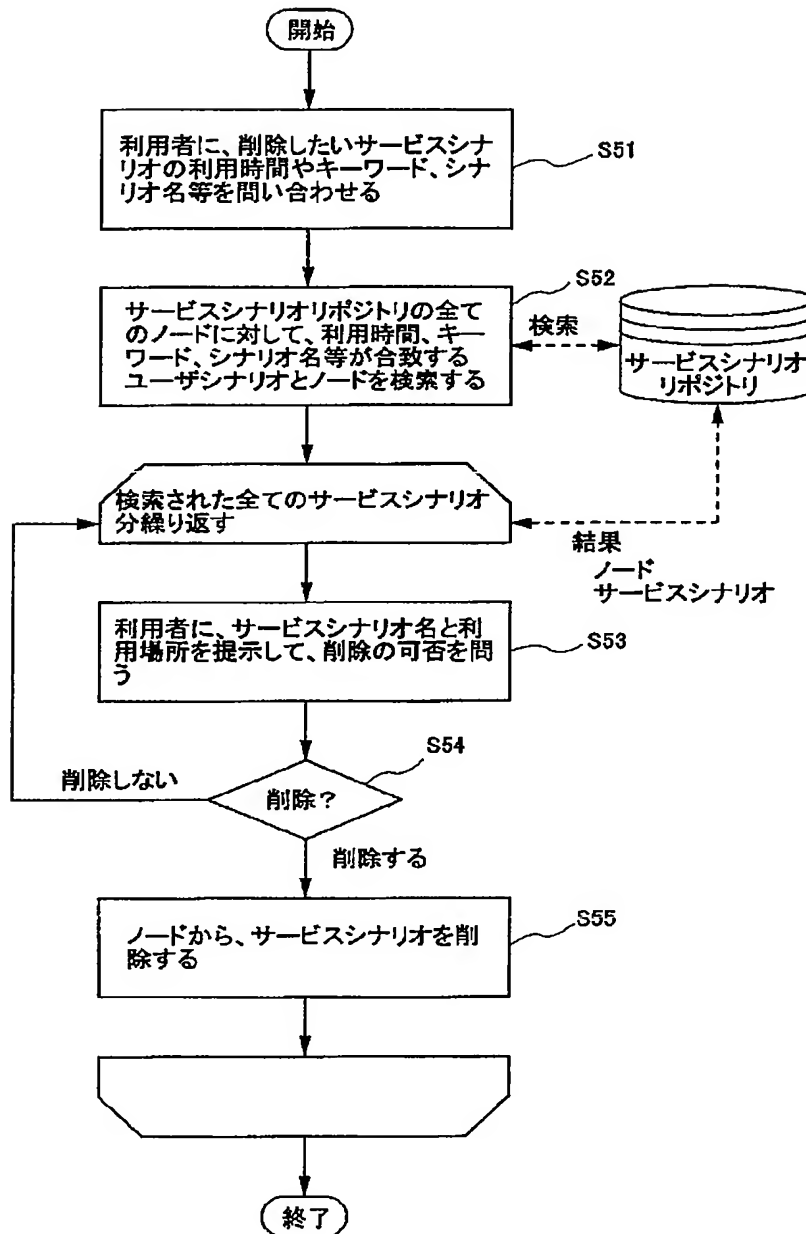 開始
利用者に、削除したいサービスシナ
リオの利用時間やキーワード、シナ
リオ名等を問い合わせる
S51
サービスシナリオリポジトリの全て
のノードに対して、利用時間、キー
ワード、シナリオ名等が合致する
ユーザシナリオとノードを検索する
S52
検索
サービスシナリオ
リポジトリ
検索された全てのサービスシナリオ
分繰り返す
結果
ノード
サービスシナリオ
利用者に、サービスシナリオ名と利
用場所を提示して、削除の可否を問
う
S53
S54
削除しない
削除？
削除する
ノードから、サービスシナリオを削
除する
S55
終了